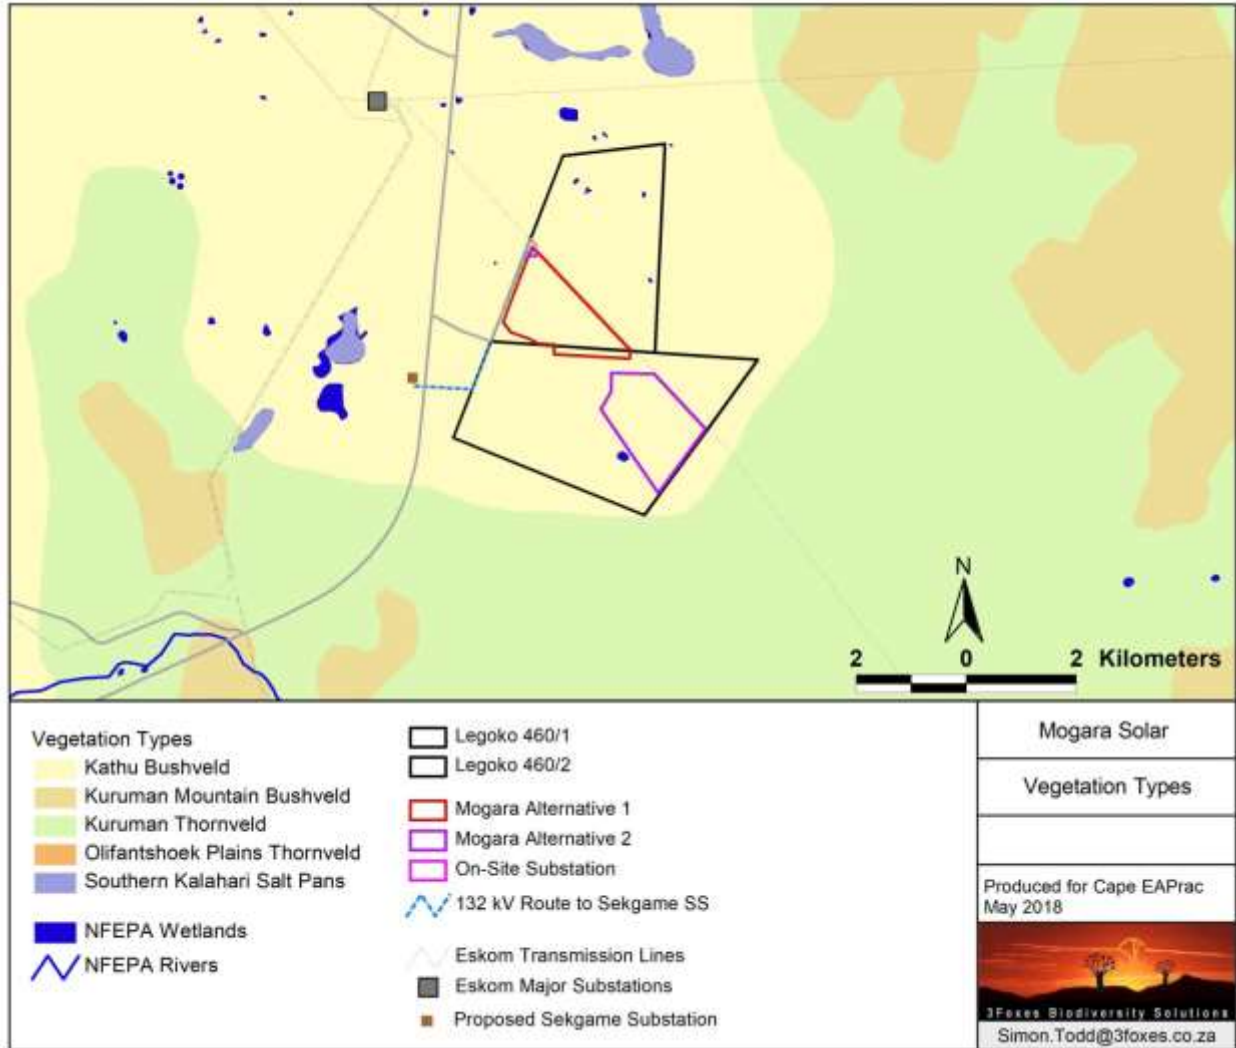 N
2 0 2 Kilometers
Vegetation Types
Kathu Bushveld
Kuruman Mountain Bushveld
Kuruman Thornveld
Olifantshoek Plains Thornveld
Southern Kalahari Salt Pans
NFEPA Wetlands
NFEPA Rivers
Legoko 460/1
Legoko 460/2
Mogara Alternative 1
Mogara Alternative 2
On-Site Substation
132 kV Route to Sekgame SS
Eskom Transmission Lines
Eskom Major Substations
Proposed Sekgame Substation
Mogara Solar
Vegetation Types
Produced for Cape EAPrac
May 2018
3Foxes Biodiversity Solutions
Simon.Todd@3foxes.co.za